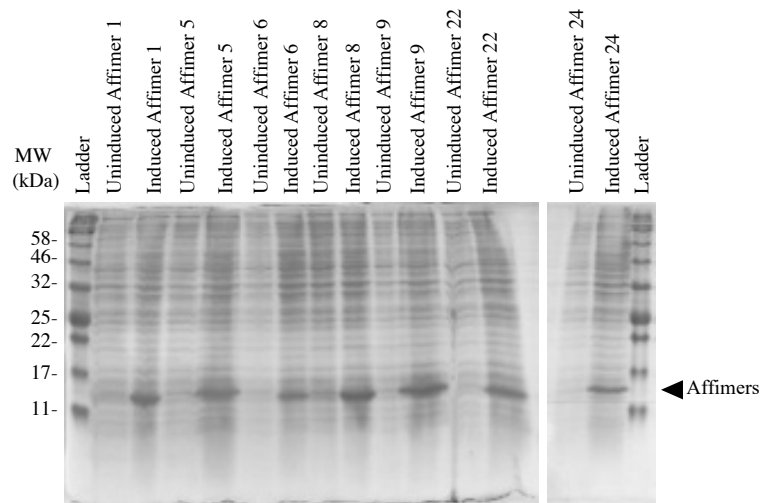 MW
(kDa)
Ladder
Uninduced Affimer 1
Induced Affimer 1
Uninduced Affimer 5
Induced Affimer 5
Uninduced Affimer 6
Induced Affimer 6
Uninduced Affimer 8
Induced Affimer 8
Uninduced Affimer 9
Induced Affimer 9
Uninduced Affimer 22
Induced Affimer 22
Uninduced Affimer 24
Induced Affimer 24
Ladder
58-
46-
32-
25-
22-
17-
11-
Affimers